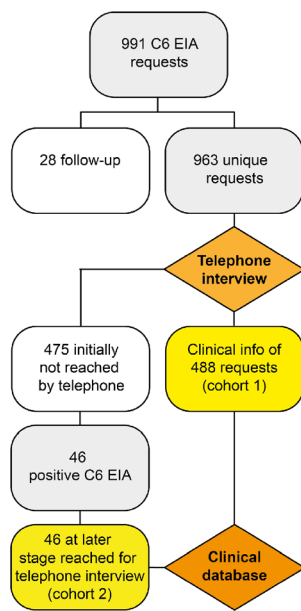 991 C6 EIA
requests
28 follow-up
963 unique
requests
Telephone
interview
475 initially
not reached
by telephone
Clinical info of
488 requests
(cohort 1)
46
positive C6 EIA
46 at later
stage reached for
telephone interview
(cohort 2)
Clinical
database